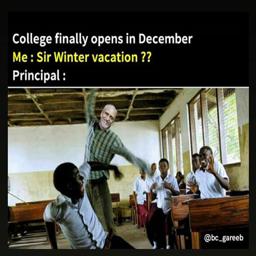 College finally opens in December
Me : Sir Winter vacation ??
Principal :
@bc_gareeb